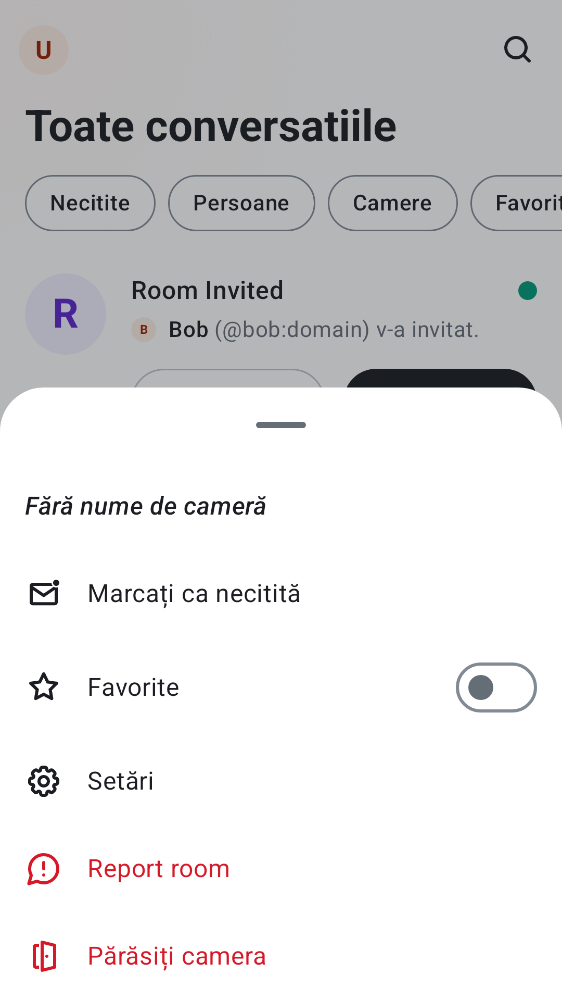 U
Toate conversatiile
Necitite Persoane Camere Favorit
R
Room Invited
B Bob (@bob:domain) v-a invitat.
Fără nume de cameră
Marcați ca necitită
Favorite
Setări
Report room
Părăsiți camera